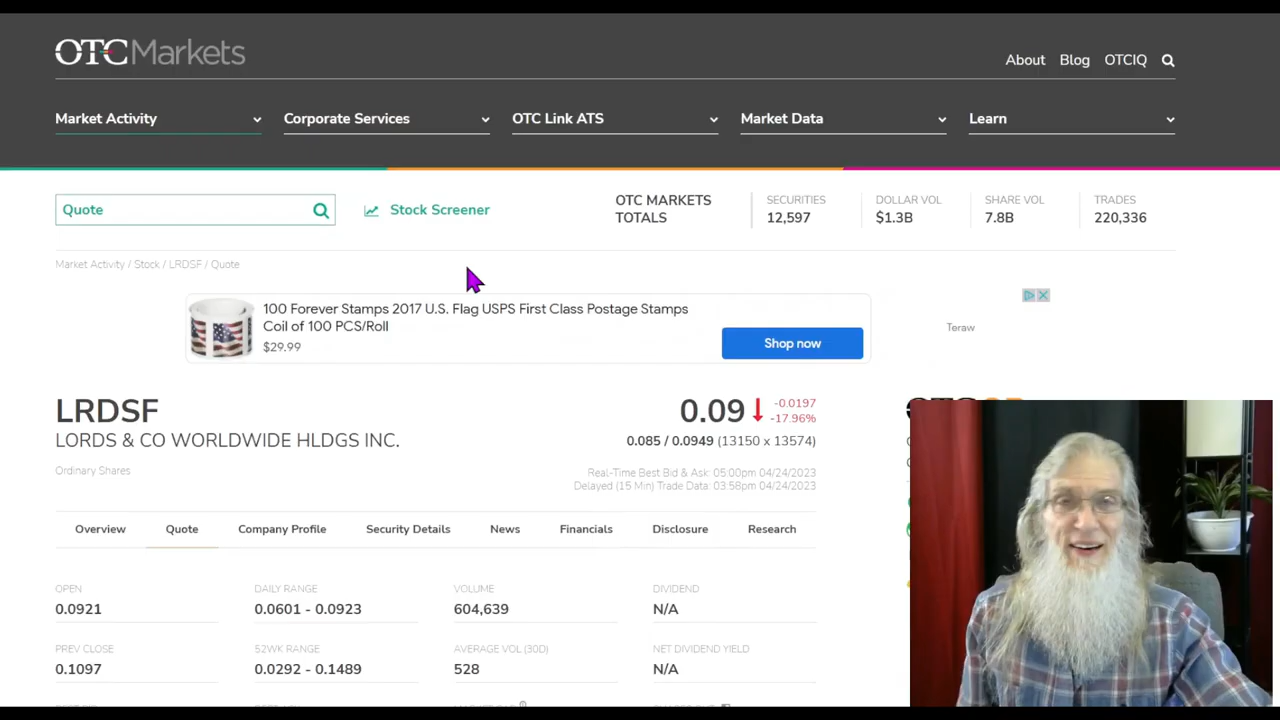 OTCMarkets
About Blog OTCIQ
Market Activity Corporate Services OTC Link ATS Market Data Learn
Quote
Stock Screener
OTC MARKETS
TOTALS
SECURITIES
12,597
DOLLAR VOL
$1.3B
SHARE VOL
7.8B
TRADES
220,336
Market Activity / Stock / LRDSF / Quote
100 Forever Stamps 2017 U.S. Flag USPS First Class Postage Stamps
Coil of 100 PCS/Roll
$29.99
Shop now
Teraw
LRDSF
LORDS & CO WORLDWIDE HLDGS INC.
Ordinary Shares
0.09
-0.0197
-17.96%
0.085 / 0.0949 (13150 x 13574)
Real-Time Best Bid & Ask: 05:00pm 04/24/2023
Delayed (15 Min) Trade Data: 03:58pm 04/24/2023
Overview Quote Company Profile Security Details News Financials Disclosure Research
OPEN
0.0921
DAILY RANGE
0.0601 - 0.0923
VOLUME
604,639
DIVIDEND
N/A
PREV CLOSE
0.1097
52WK RANGE
0.0292 - 0.1489
AVERAGE VOL (30D)
528
NET DIVIDEND YIELD
N/A